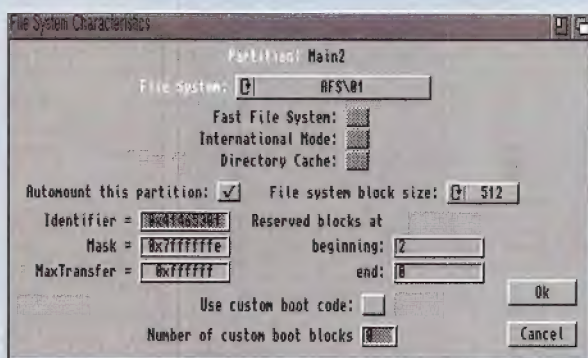 File System Characteristics
Partition: Main2
File System: AFS\01
Fast File System:
International Mode:
Directory Cache:
Automount this partition: File system block size: 512
Identifier = Reserved blocks at
Mask = 0x7ffffffe beginning: 2
MaxTransfer = 0xffffff end: 0
Use custom boot code: Ok
Number of custom boot blocks 0 Cancel